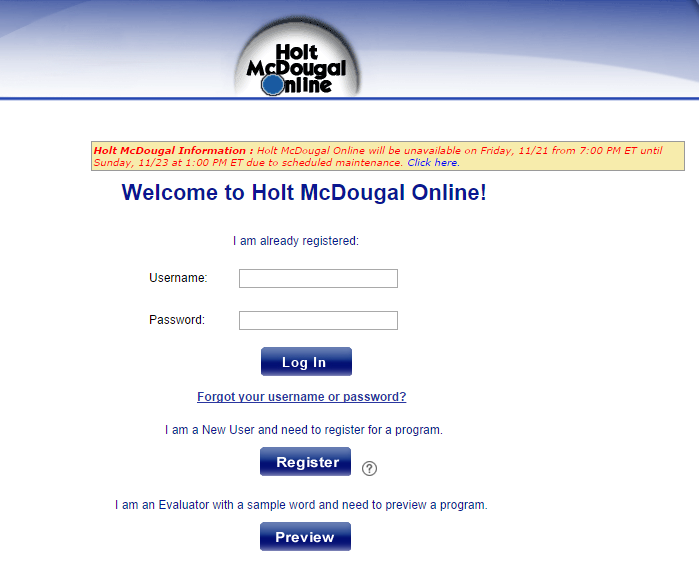 Holt
McDougal
Online
Holt McDougal Information : Holt McDougal Online will be unavailable on Friday, 11/21 from 7:00 PM ET until
Sunday, 11/23 at 1:00 PM ET due to scheduled maintenance. Click here.
Welcome to Holt McDougal Online!
I am already registered:
Username:
Password:
Log In
Forgot your username or password?
I am a New User and need to register for a program.
Register ?
I am an Evaluator with a sample word and need to preview a program.
Preview